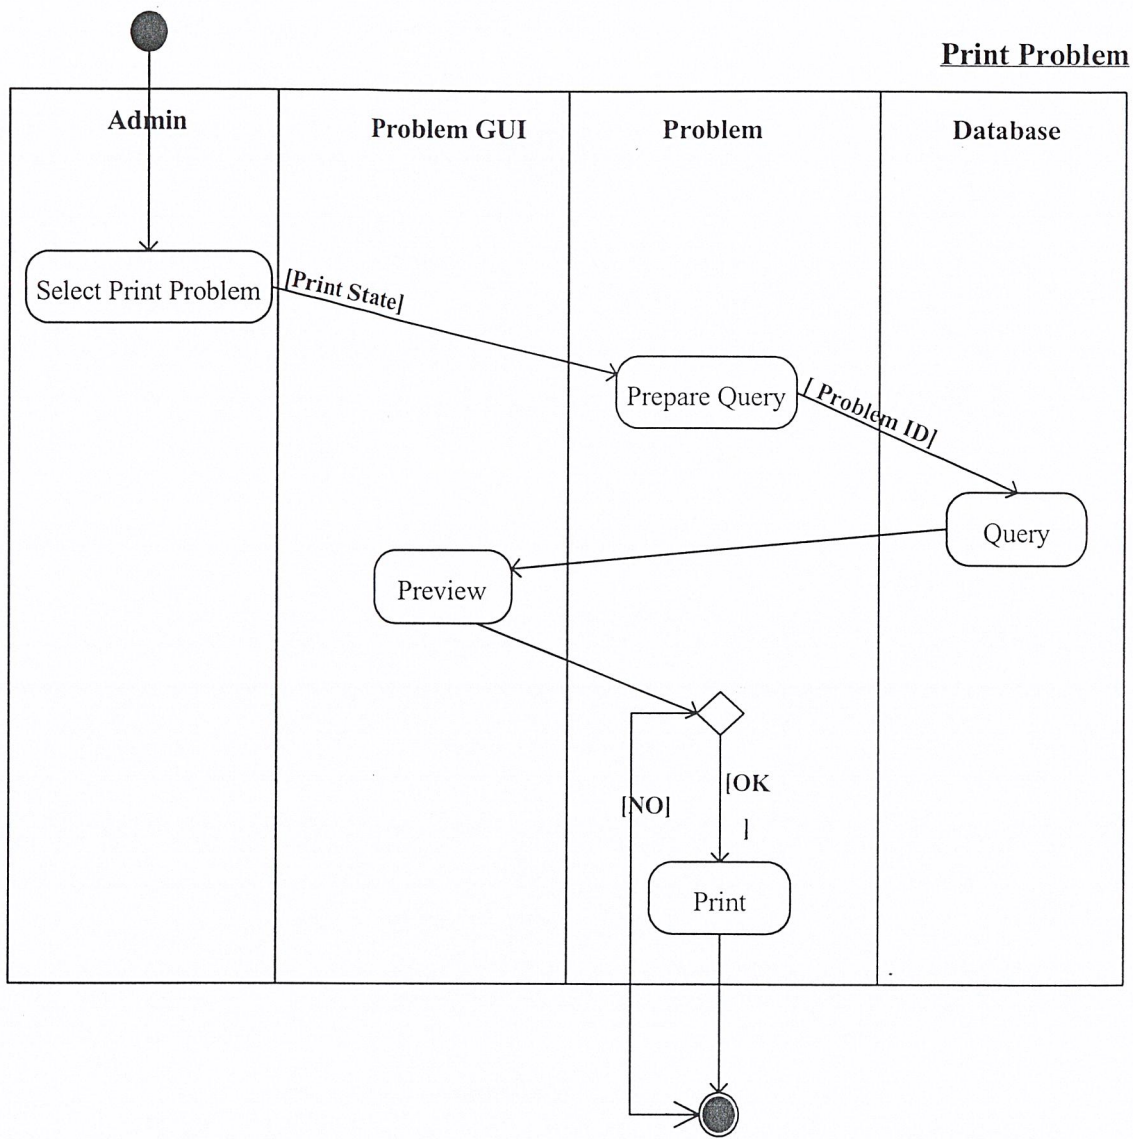 Print Problem
Admin
Problem GUI
Problem
Database
Select Print Problem
[Print State]
Prepare Query
[ Problem ID]
Query
Preview
[NO]
[OK
]
Print